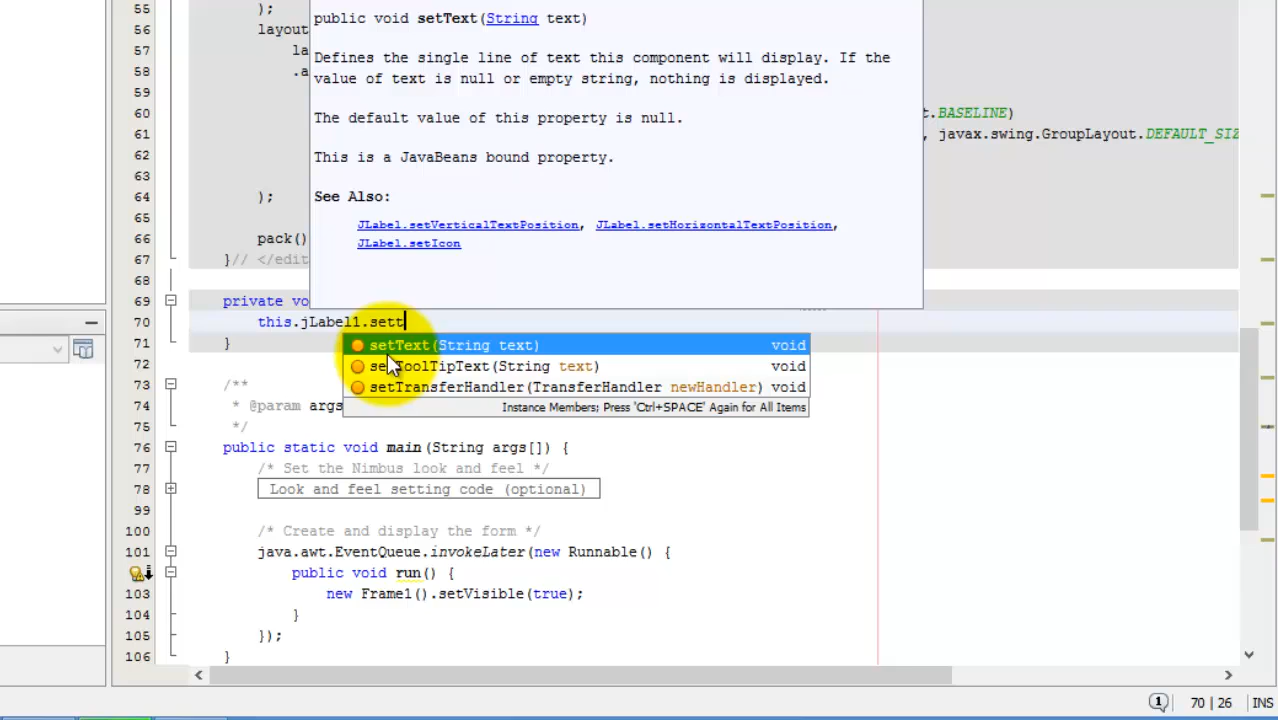 55 );
public void setText(String text)
56 layou
57 la
Defines the single line of text this component will display. If the
58 .a
value of text is null or empty string, nothing is displayed.
59
60 t.BASELINE)
The default value of this property is null.
61 , javax.swing.GroupLayout.DEFAULT_SIZ
62
This is a JavaBeans bound property.
63
64 );
See Also:
65
JLabel.setVerticalTextPosition, JLabel.setHorizontalTextPosition,
66 pack()
JLabel.setIcon
67 }// </edit
68
69 private vo
70 this.jLabel1.sett
71 }
setText(String text) void
setToolTipText(String text) void
72
73 /**
setTransferHandler(TransferHandler newHandler) void
74 * @param args
Instance Members; Press 'Ctrl+SPACE' Again for All Items
75 */
76 public static void main(String args[]) {
77 /* Set the Nimbus look and feel */
78 Look and feel setting code (optional)
99
100 /* Create and display the form */
101 java.awt.EventQueue.invokeLater(new Runnable() {
public void run() {
103 new Frame1().setVisible(true);
104 }
105 });
106 }
1 70 | 26 INS